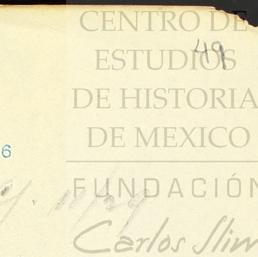 CENTRO DE
ESTUDIOS
49
DE HISTORIA
DE MEXICO
6
FUNDACIÓN
Carlos Slim